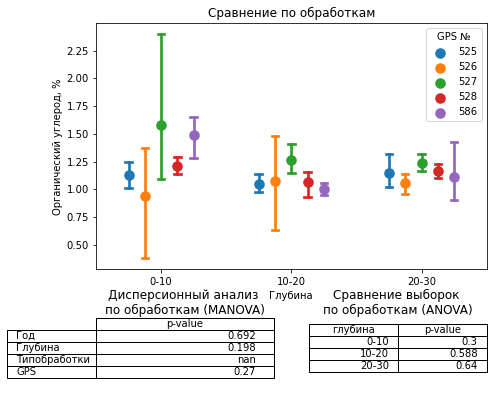 Сравнение по обработкам
GPS №
525
526
527
528
586
Органический углерод, %
2.25
2.00
1.75
1.50
1.25
1.00
0.75
0.50
0-10 10-20 20-30
Глубина
Дисперсионный анализ
по обработкам (MANOVA)
p-value
Год 0.692
Глубина 0.198
Типобработки nan
GPS 0.27
Сравнение выборок
по обработкам (ANOVA)
глубина p-value
0-10 0.3
10-20 0.588
20-30 0.64